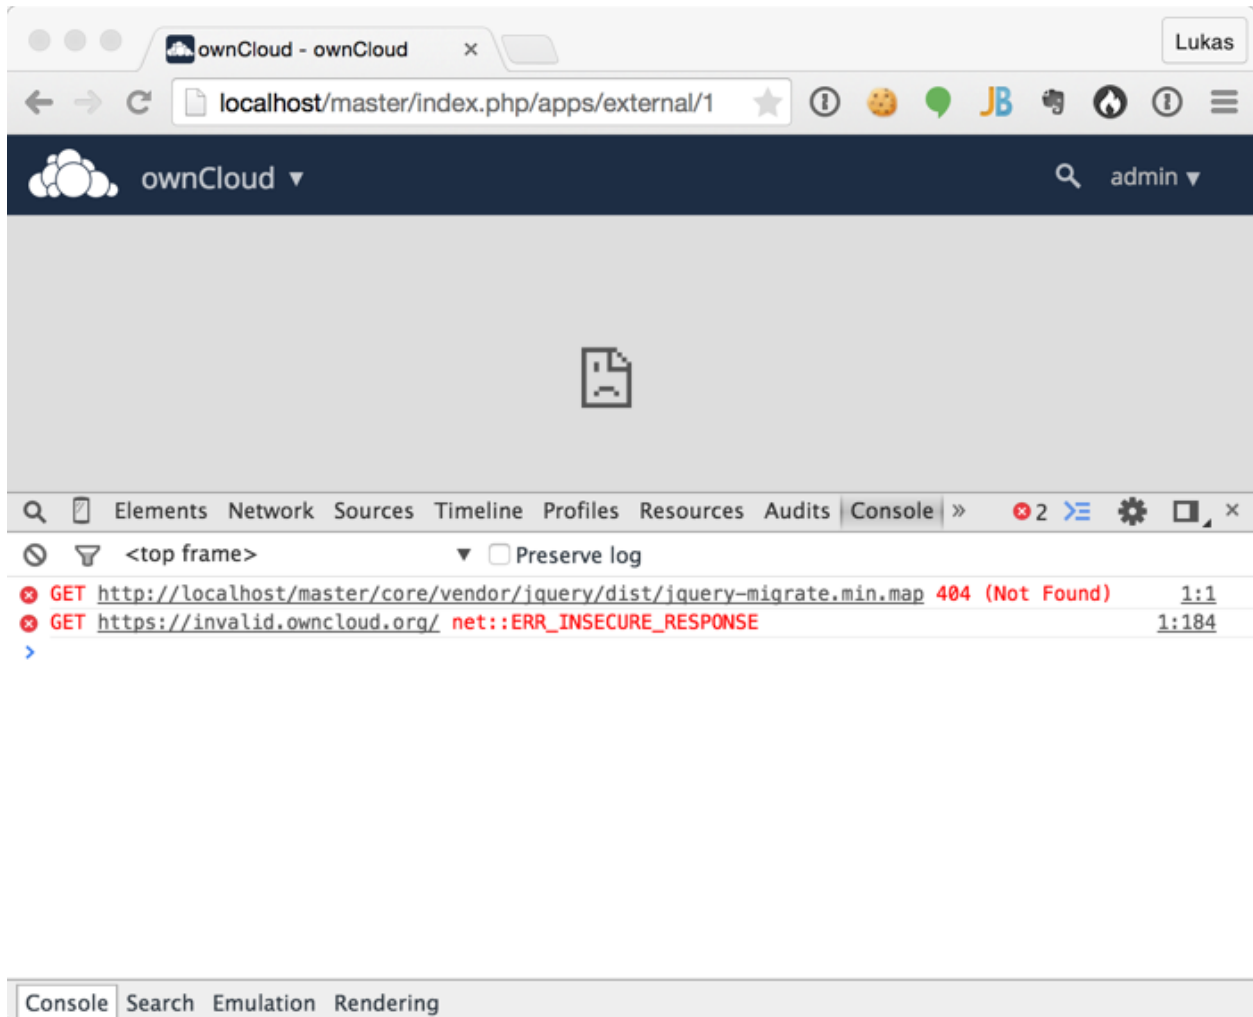 ownCloud - ownCloud
Lukas
localhost/master/index.php/apps/external/1
JB
ownCloud ▾ admin ▾
Elements Network Sources Timeline Profiles Resources Audits Console » 2
<top frame> ▼ Preserve log
GET http://localhost/master/core/vendor/jquery/dist/jquery-migrate.min.map 404 (Not Found) 1:1
GET https://invalid.owncloud.org/ net::ERR_INSECURE_RESPONSE 1:184
>
Console Search Emulation Rendering